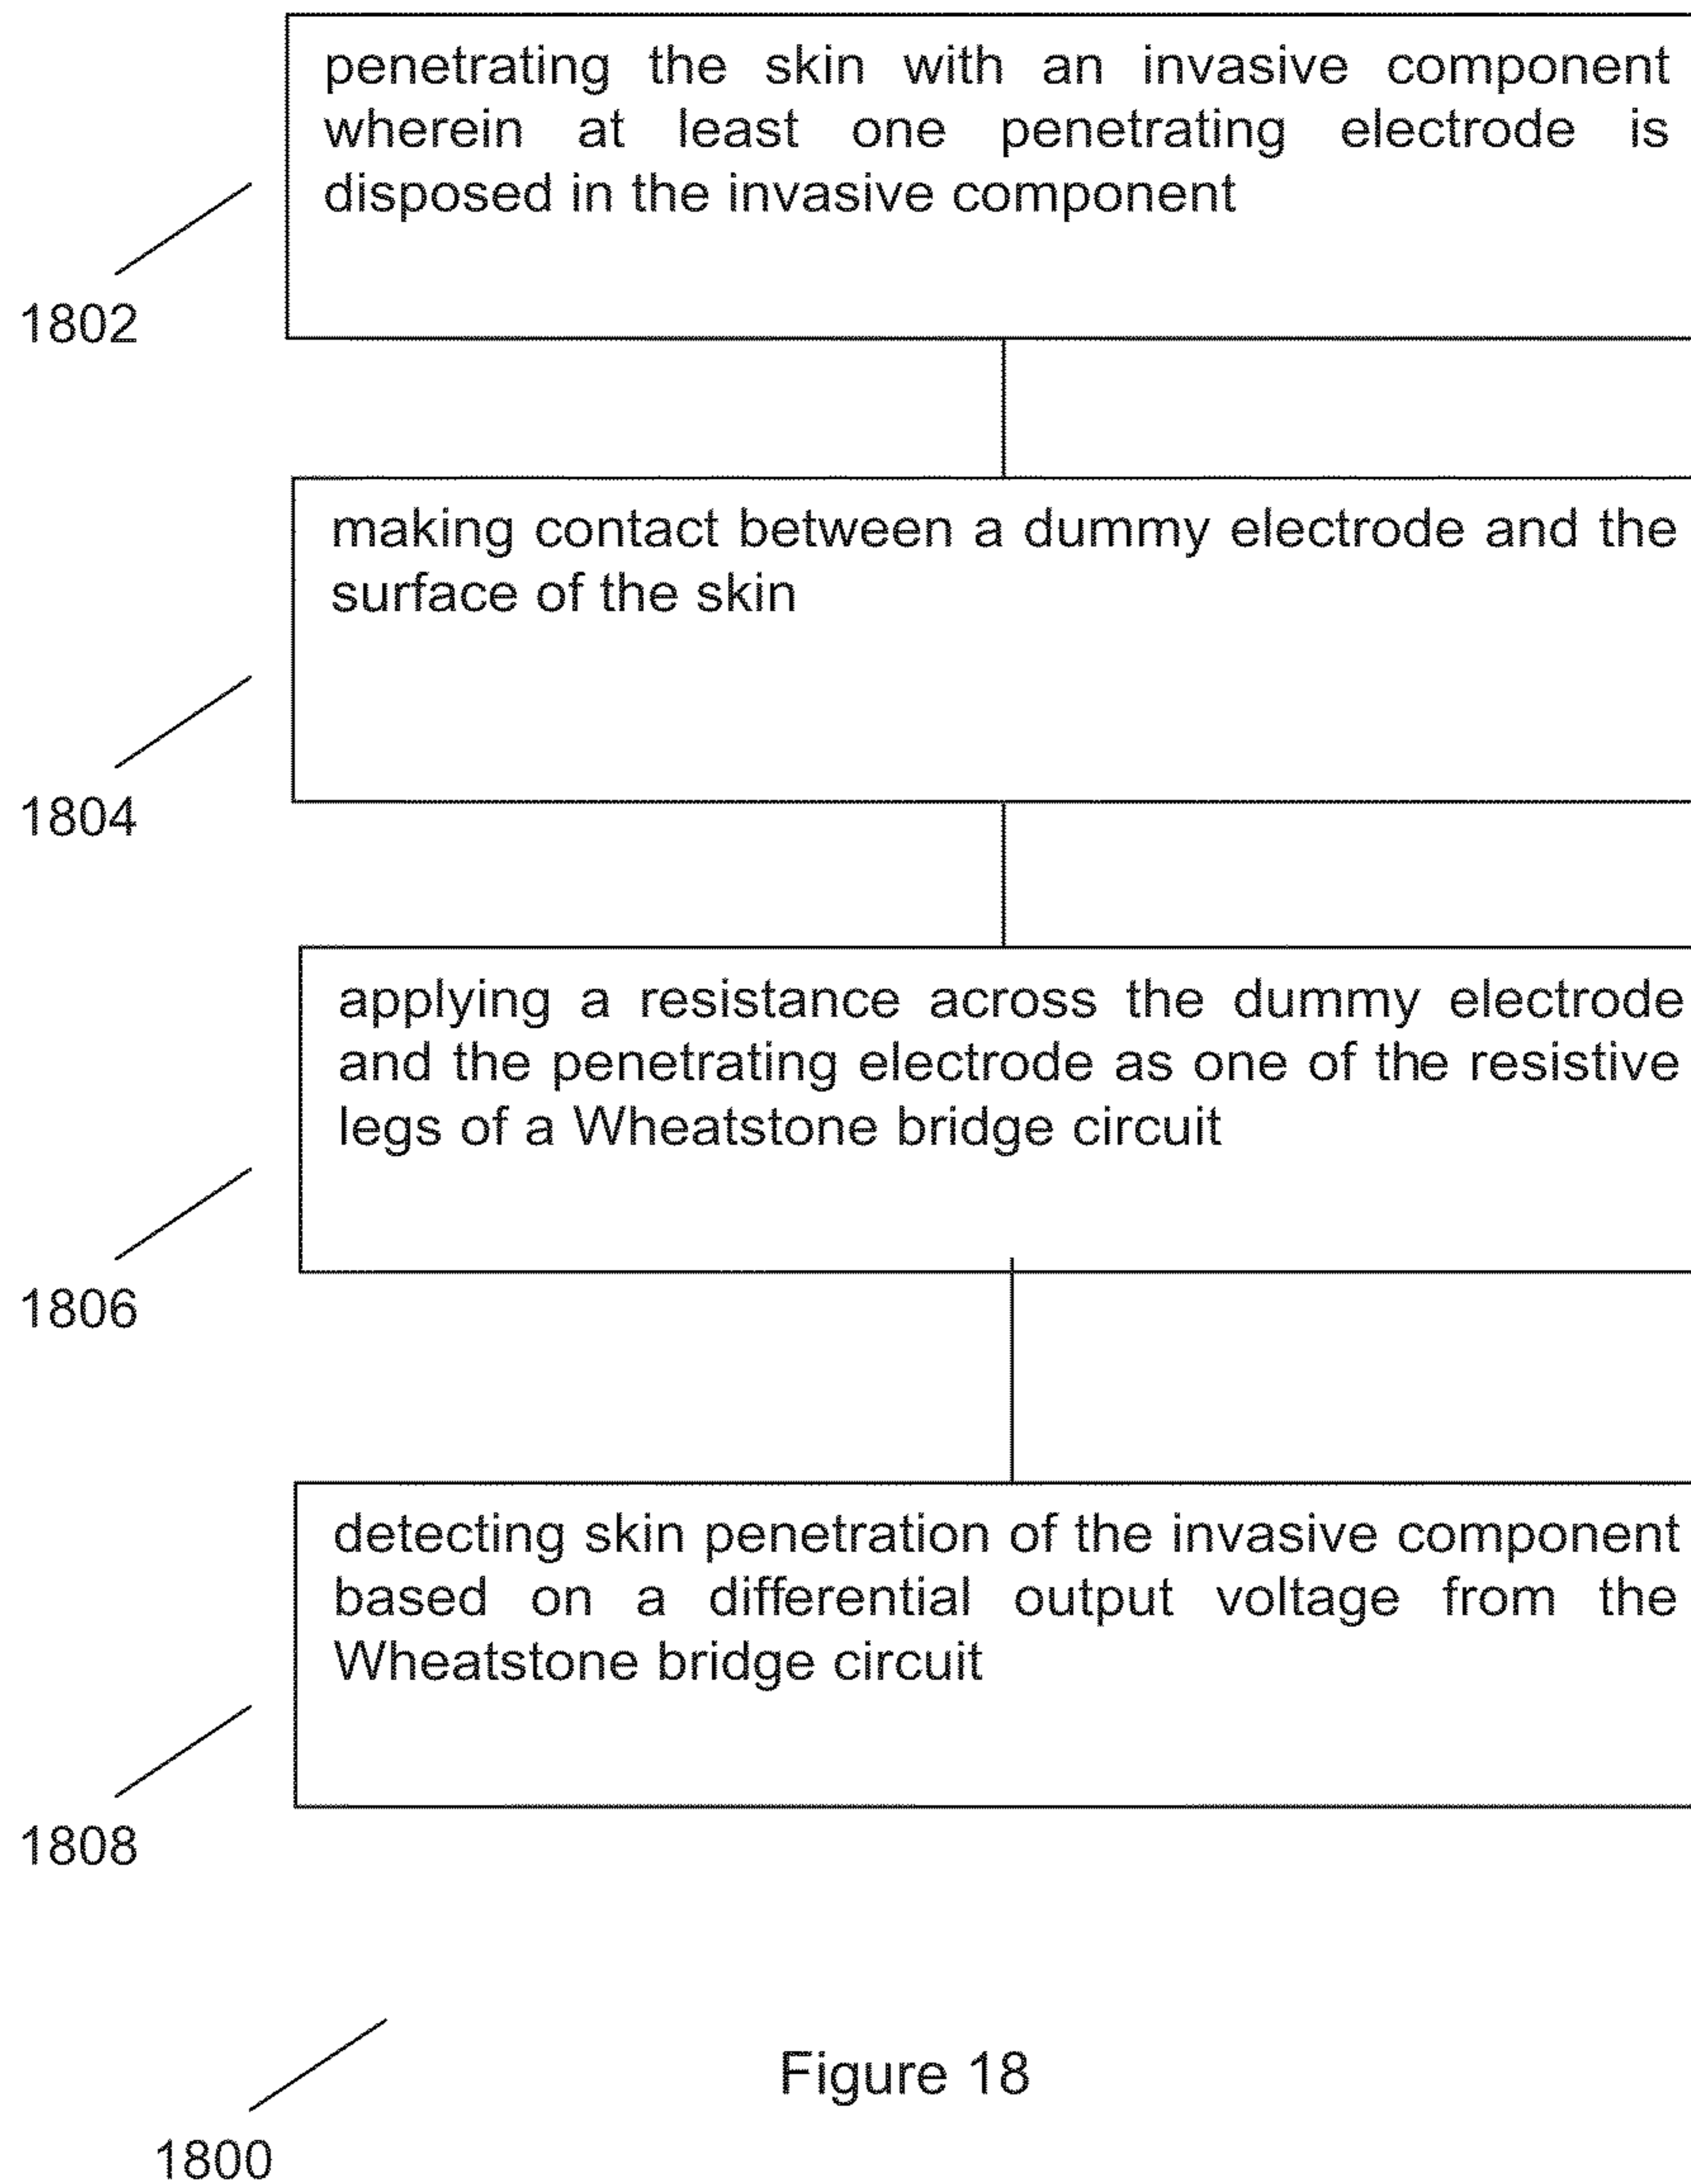 penetrating the skin with an invasive component
wherein at least one penetrating electrode is
disposed in the invasive component
1802
making contact between a dummy electrode and the
surface of the skin
1804
applying a resistance across the dummy electrode
and the penetrating electrode as one of the resistive
legs of a Wheatstone bridge circuit
1806
detecting skin penetration of the invasive component
based on a differential output voltage from the
Wheatstone bridge circuit
1808
Figure 18
1800